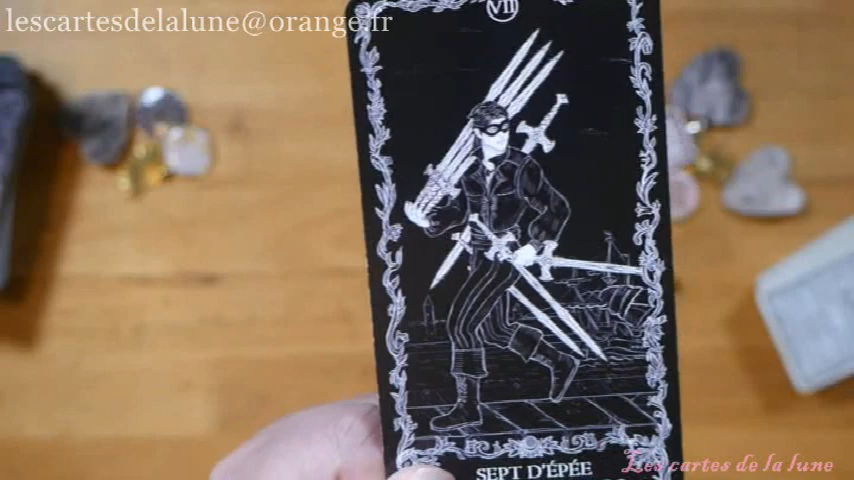 lescartesdelalune@orange.fr
VII
SEPT D'ÉPÉE
Les cartes de la lune